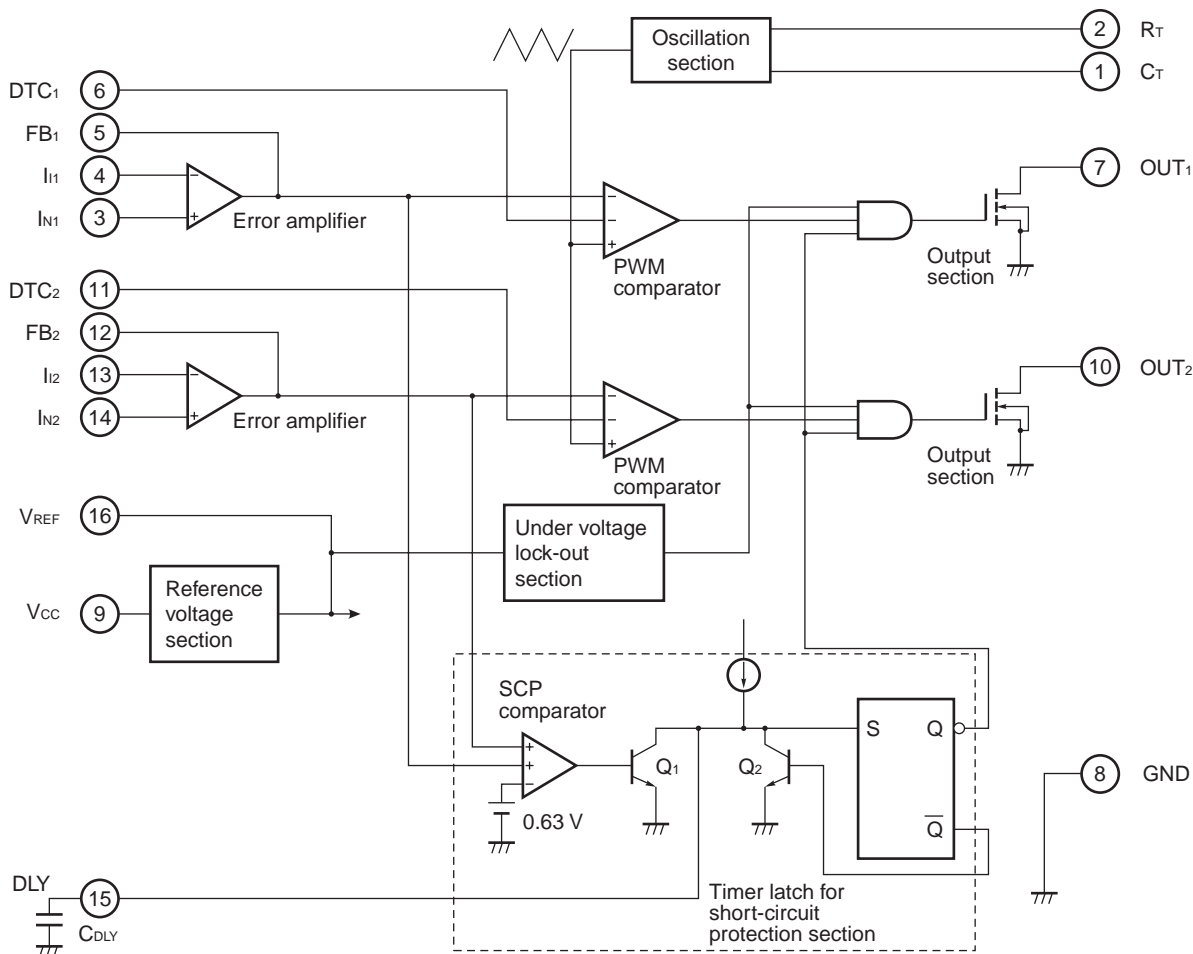 Oscillation
section
2 RT
1 CT
DTC1 6
FB1 5
II1 4
IN1 3
−
+
Error amplifier
−
−
+
PWM
comparator
7 OUT1
Output
section
DTC2 11
FB2 12
II2 13
IN2 14
−
+
Error amplifier
−
−
+
PWM
comparator
10 OUT2
Output
section
VREF 16
Under voltage
lock-out
section
VCC 9
Reference
voltage
section
SCP
comparator
+
+
−
0.63 V
Q1
Q2
S Q
Q̅
8 GND
DLY 15
CDLY
Timer latch for
short-circuit
protection section